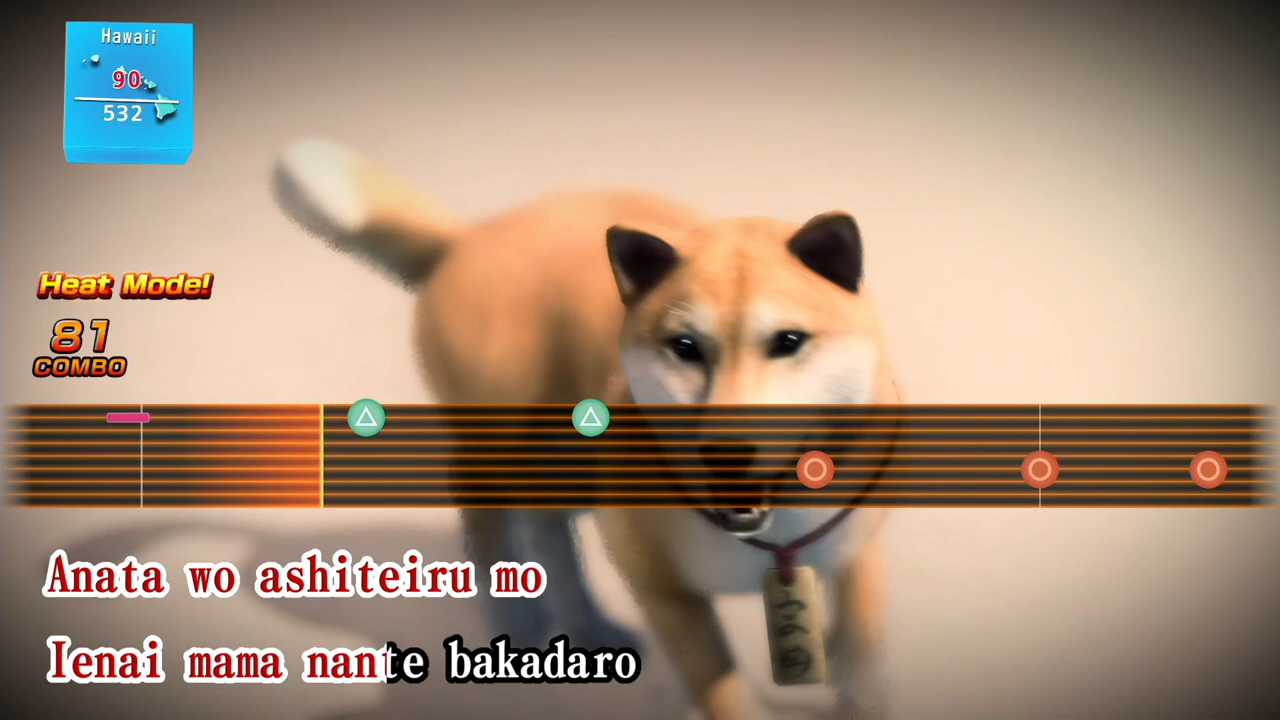 Hawaii
90
532
Heat Mode!
81
COMBO
Anata wo ashiteiru mo
Ienai mama nante bakadaro